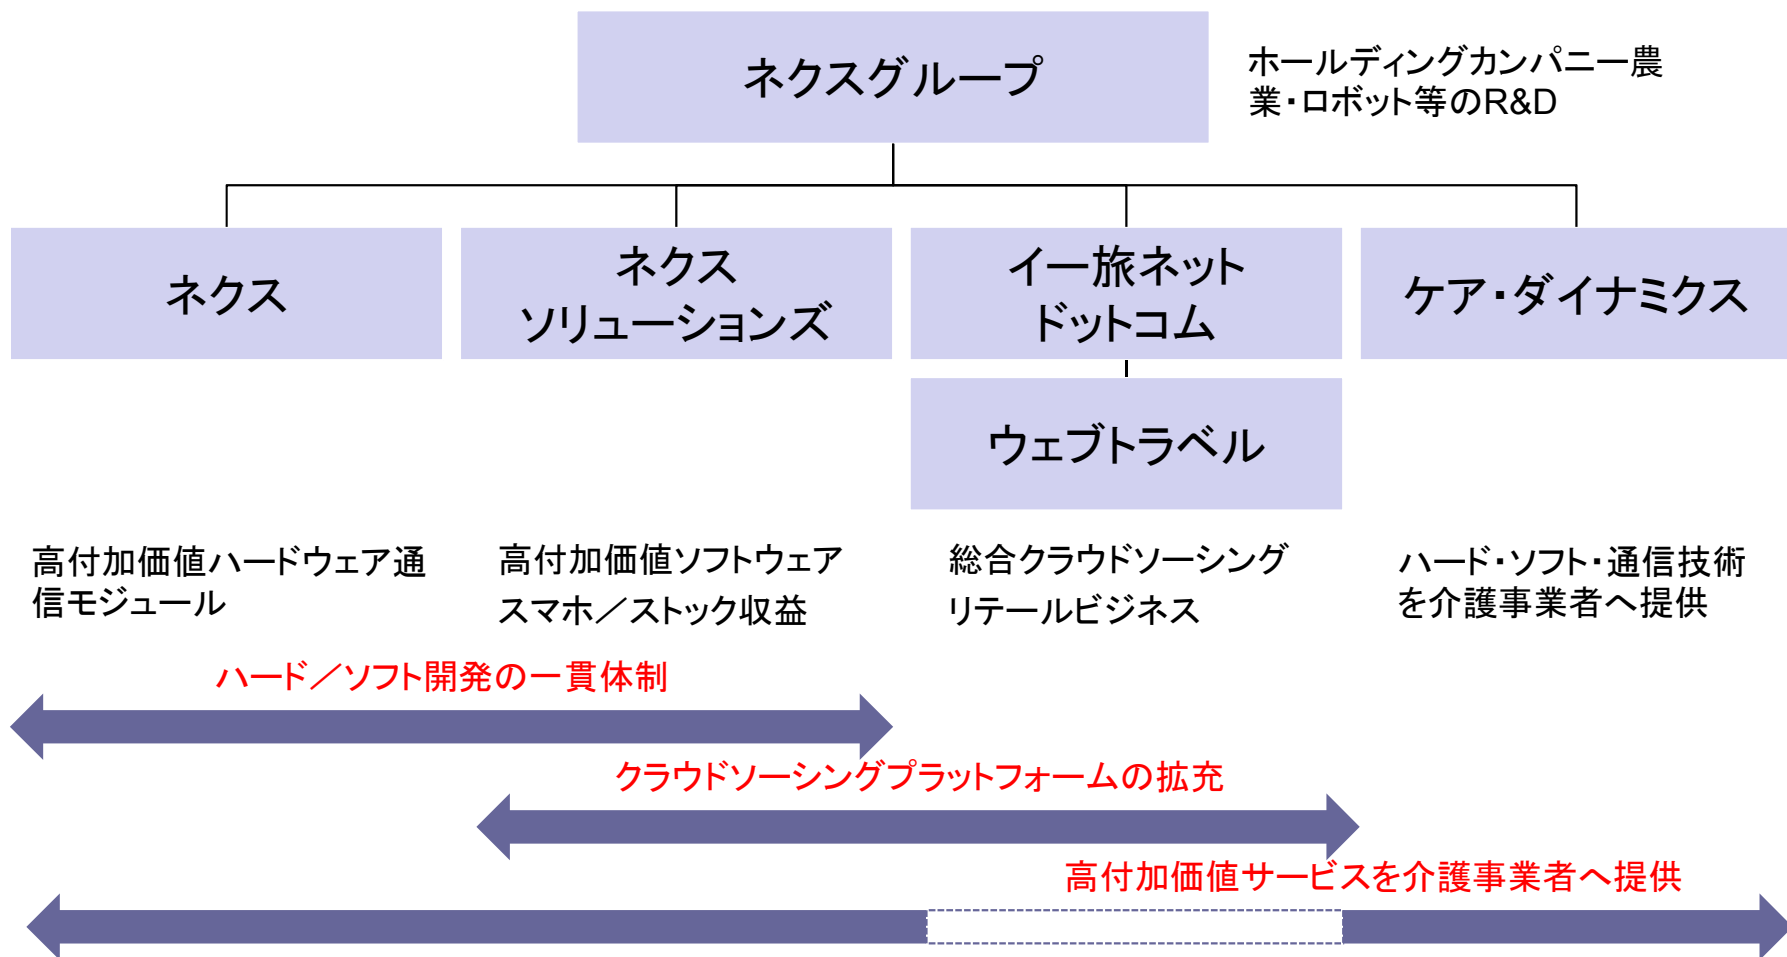 ネクスグループ
ホールディングカンパニー農
業・ロボット等のR&D
ネクス
ネクス
ソリューションズ
イー旅ネット
ドットコム
ケア・ダイナミクス
ウェブトラベル
高付加価値ハードウェア通
信モジュール
高付加価値ソフトウェア
スマホ／ストック収益
総合クラウドソーシング
リテールビジネス
ハード・ソフト・通信技術
を介護事業者へ提供
ハード／ソフト開発の一貫体制
クラウドソーシングプラットフォームの拡充
高付加価値サービスを介護事業者へ提供